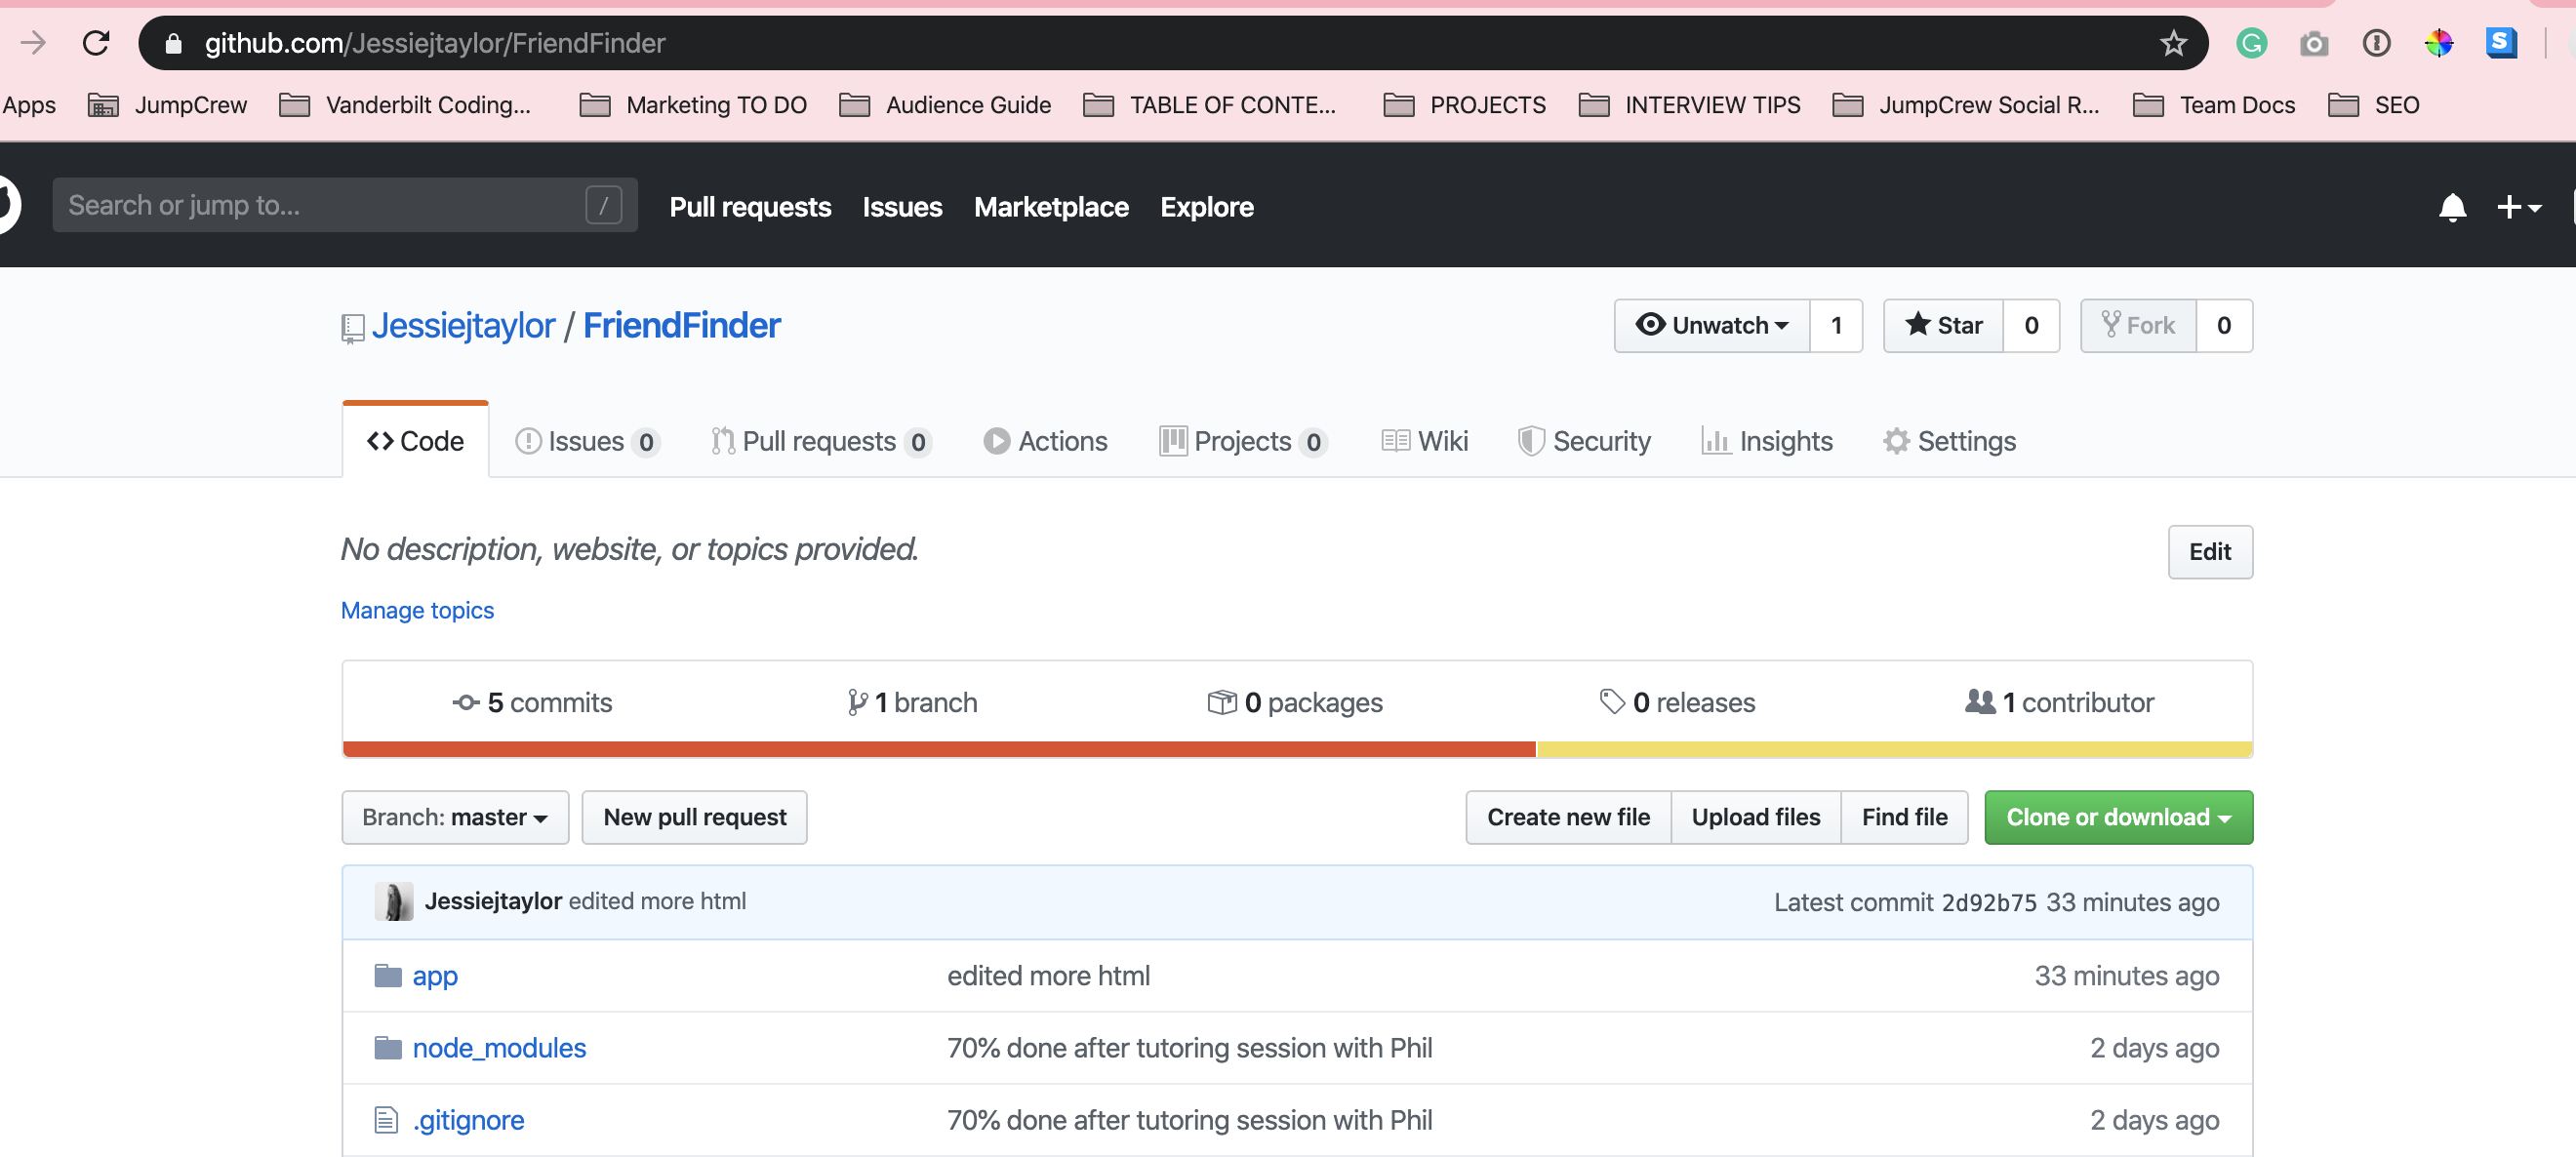 github.com/Jessiejtaylor/FriendFinder
Apps JumpCrew Vanderbilt Coding... Marketing TO DO Audience Guide TABLE OF CONTE... PROJECTS INTERVIEW TIPS JumpCrew Social R... Team Docs SEO
Search or jump to... / Pull requests Issues Marketplace Explore
Jessiejtaylor / FriendFinder Unwatch 1 Star 0 Fork 0
Code Issues 0 Pull requests 0 Actions Projects 0 Wiki Security Insights Settings
No description, website, or topics provided. Edit
Manage topics
5 commits 1 branch 0 packages 0 releases 1 contributor
Branch: master New pull request Create new file Upload files Find file Clone or download
Jessiejtaylor edited more html Latest commit 2d92b75 33 minutes ago
app edited more html 33 minutes ago
node_modules 70% done after tutoring session with Phil 2 days ago
.gitignore 70% done after tutoring session with Phil 2 days ago